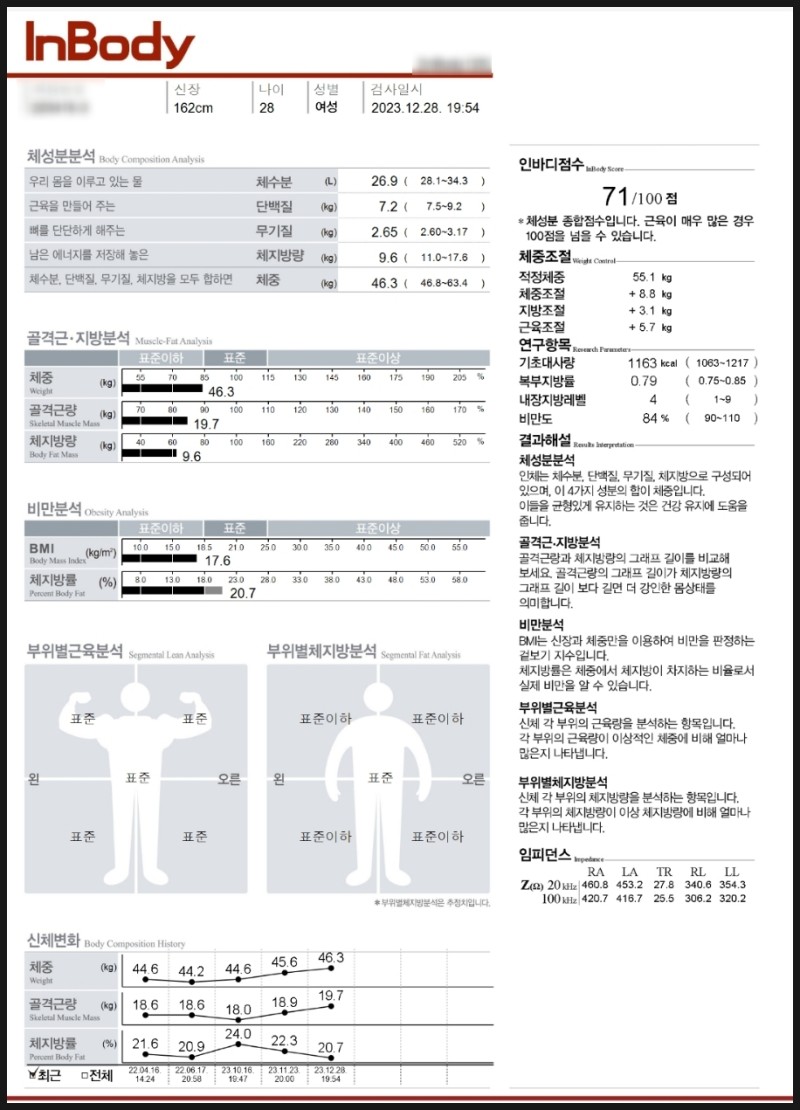 InBody
신장 나이 성별 검사일시
162cm 28 여성 2023.12.28. 19:54
체성분분석 Body Composition Analysis
우리 몸을 이루고 있는 물 체수분 (L) 26.9 ( 28.1~34.3 )
근육을 만들어 주는 단백질 (kg) 7.2 ( 7.5~9.2 )
뼈를 단단하게 해주는 무기질 (kg) 2.65 ( 2.60~3.17 )
남은 에너지를 저장해 놓은 체지방량 (kg) 9.6 ( 11.0~17.6 )
체수분, 단백질, 무기질, 체지방을 모두 합하면 체중 (kg) 46.3 ( 46.8~63.4 )
골격근·지방분석 Muscle-Fat Analysis
표준이하 표준 표준이상
체중 (kg) 55 70 85 100 115 130 145 160 175 190 205 %
Weight 46.3
골격근량 (kg) 70 80 90 100 110 120 130 140 150 160 170 %
Skeletal Muscle Mass 19.7
체지방량 (kg) 40 60 80 100 160 220 280 340 400 460 520 %
Body Fat Mass 9.6
비만분석 Obesity Analysis
표준이하 표준 표준이상
BMI (kg/m²) 10.0 15.0 18.5 21.0 25.0 30.0 35.0 40.0 45.0 50.0 55.0
Body Mass Index 17.6
체지방률 (%) 8.0 13.0 18.0 23.0 28.0 33.0 38.0 43.0 48.0 53.0 58.0
Percent Body Fat 20.7
부위별근육분석 Segmental Lean Analysis
표준 표준
왼 표준 오른
표준 표준
부위별체지방분석 Segmental Fat Analysis
표준이하 표준이하
왼 표준 오른
표준이하 표준이하
* 부위별체지방분석은 추정치입니다.
신체변화 Body Composition History
체중 (kg) 44.6 44.2 44.6 45.6 46.3
Weight
골격근량 (kg) 18.6 18.6 18.0 18.9 19.7
Skeletal Muscle Mass
체지방률 (%) 21.6 20.9 24.0 22.3 20.7
Percent Body Fat
최근 전체 22.04.16. 22.06.17. 23.10.16. 23.11.23. 23.12.28.
14:24 20:58 19:47 20:00 19:54
인바디점수 InBody Score
71/100 점
* 체성분 종합점수입니다. 근육이 매우 많은 경우
100점을 넘을 수 있습니다.
체중조절 Weight Control
적정체중 55.1 kg
체중조절 + 8.8 kg
지방조절 + 3.1 kg
근육조절 + 5.7 kg
연구항목 Research Parameters
기초대사량 1163 kcal ( 1063~1217 )
복부지방률 0.79 ( 0.75~0.85 )
내장지방레벨 4 ( 1~9 )
비만도 84 % ( 90~110 )
결과해설 Results Interpretation
체성분분석
인체는 체수분, 단백질, 무기질, 체지방으로 구성되어
있으며, 이 4가지 성분의 합이 체중입니다.
이들을 균형있게 유지하는 것은 건강 유지에 도움을
줍니다.
골격근·지방분석
골격근량과 체지방량의 그래프 길이를 비교해
보세요. 골격근량의 그래프 길이가 체지방량의
그래프 길이 보다 길면 더 강인한 몸상태를
의미합니다.
비만분석
BMI는 신장과 체중만을 이용하여 비만을 판정하는
겉보기 지수입니다.
체지방률은 체중에서 체지방이 차지하는 비율로서
실제 비만을 알 수 있습니다.
부위별근육분석
신체 각 부위의 근육량을 분석하는 항목입니다.
각 부위의 근육량이 이상적인 체중에 비해 얼마나
많은지 나타냅니다.
부위별체지방분석
신체 각 부위의 체지방량을 분석하는 항목입니다.
각 부위의 체지방량이 이상 체지방량에 비해 얼마나
많은지 나타냅니다.
임피던스 Impedance
RA LA TR RL LL
Z(Ω) 20 kHz 460.8 453.2 27.8 340.6 354.3
100 kHz 420.7 416.7 25.5 306.2 320.2